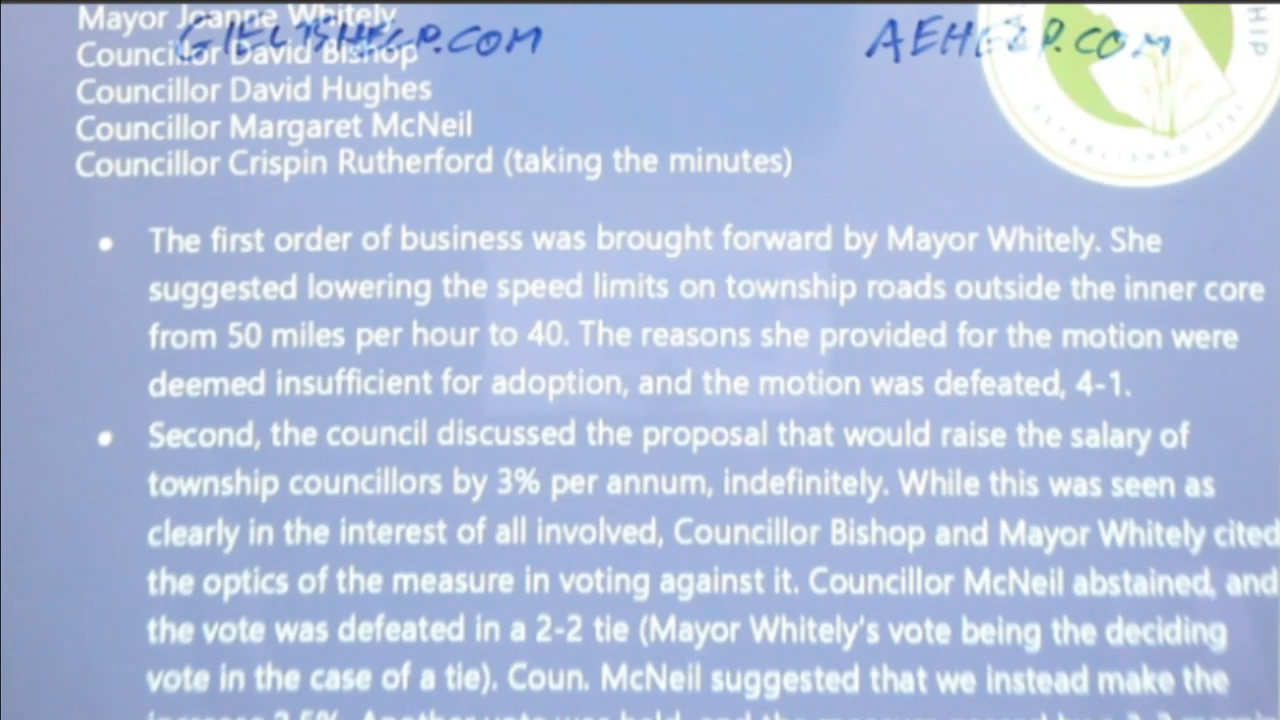 Mayor Joanne Whitely
GIELTSHELP.COM
AEHELP.COM
Councillor David Bishop
Councillor David Hughes
Councillor Margaret McNeil
Councillor Crispin Rutherford (taking the minutes)
HIP
ESTABLISHED
• The first order of business was brought forward by Mayor Whitely. She
suggested lowering the speed limits on township roads outside the inner core
from 50 miles per hour to 40. The reasons she provided for the motion were
deemed insufficient for adoption, and the motion was defeated, 4-1.
• Second, the council discussed the proposal that would raise the salary of
township councillors by 3% per annum, indefinitely. While this was seen as
clearly in the interest of all involved, Councillor Bishop and Mayor Whitely cited
the optics of the measure in voting against it. Councillor McNeil abstained, and
the vote was defeated in a 2-2 tie (Mayor Whitely's vote being the deciding
vote in the case of a tie). Coun. McNeil suggested that we instead make the